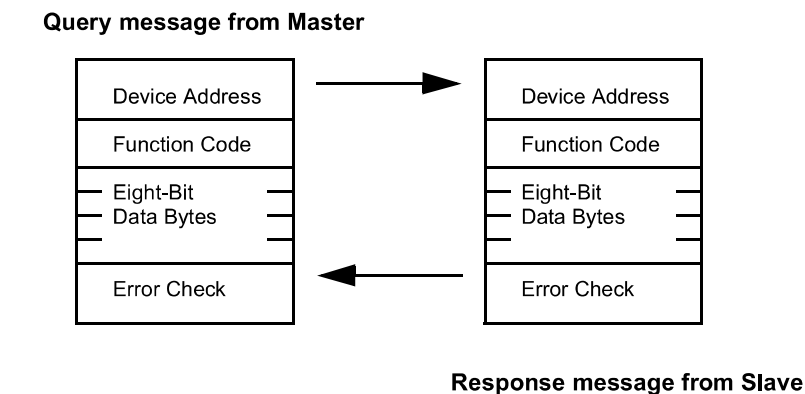 Query message from Master
Device Address
Function Code
Eight-Bit
Data Bytes
Error Check
Device Address
Function Code
Eight-Bit
Data Bytes
Error Check
Response message from Slave